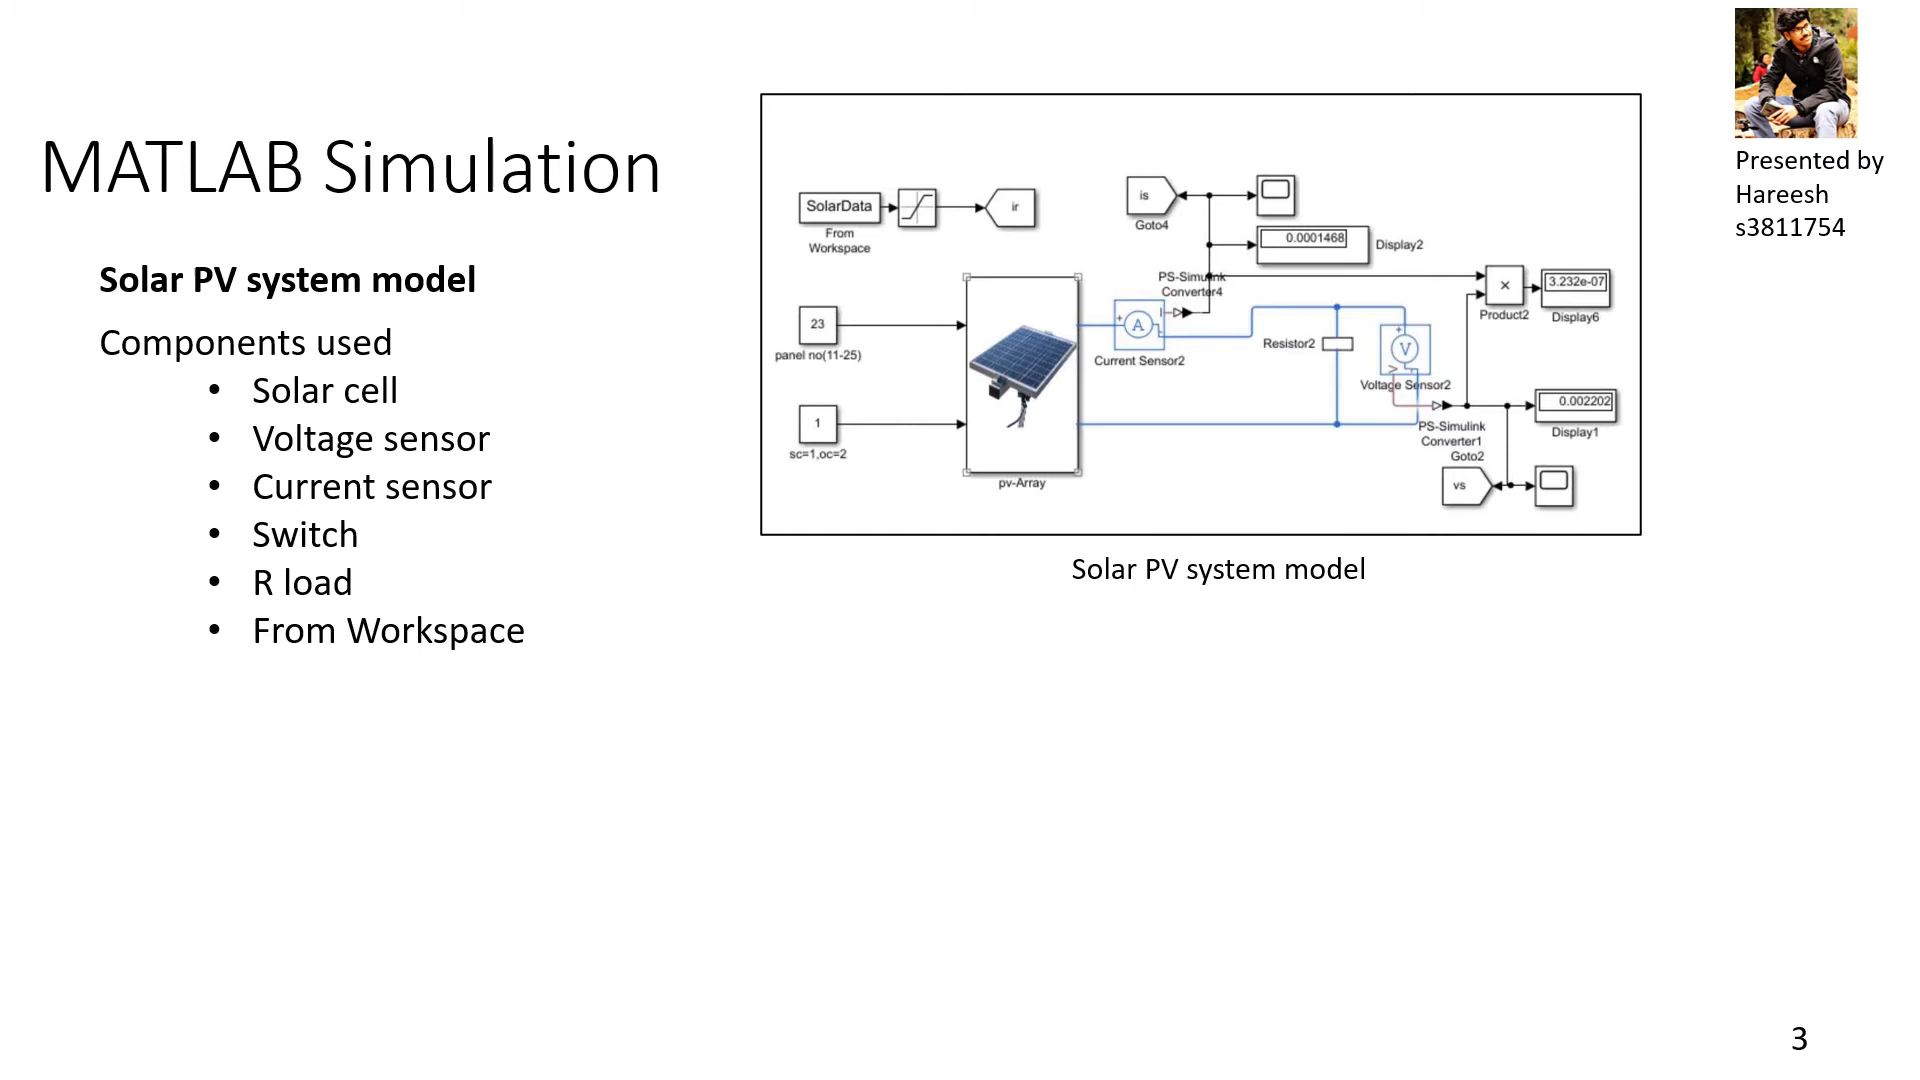 MATLAB Simulation
Solar PV system model
Components used
• Solar cell
• Voltage sensor
• Current sensor
• Switch
• R load
• From Workspace
SolarData
From
Workspace
ir
is
Goto4
0.0001468
Display2
PS-Simulink
Converter4
×
Product2
3.232e-07
Display6
23
panel no(11-25)
1
sc=1,oc=2
pv-Array
+
A
I
Current Sensor2
Resistor2
+
V
V
Voltage Sensor2
PS-Simulink
Converter1
0.002202
Display1
Goto2
vs
Solar PV system model
Presented by
Hareesh
s3811754
3